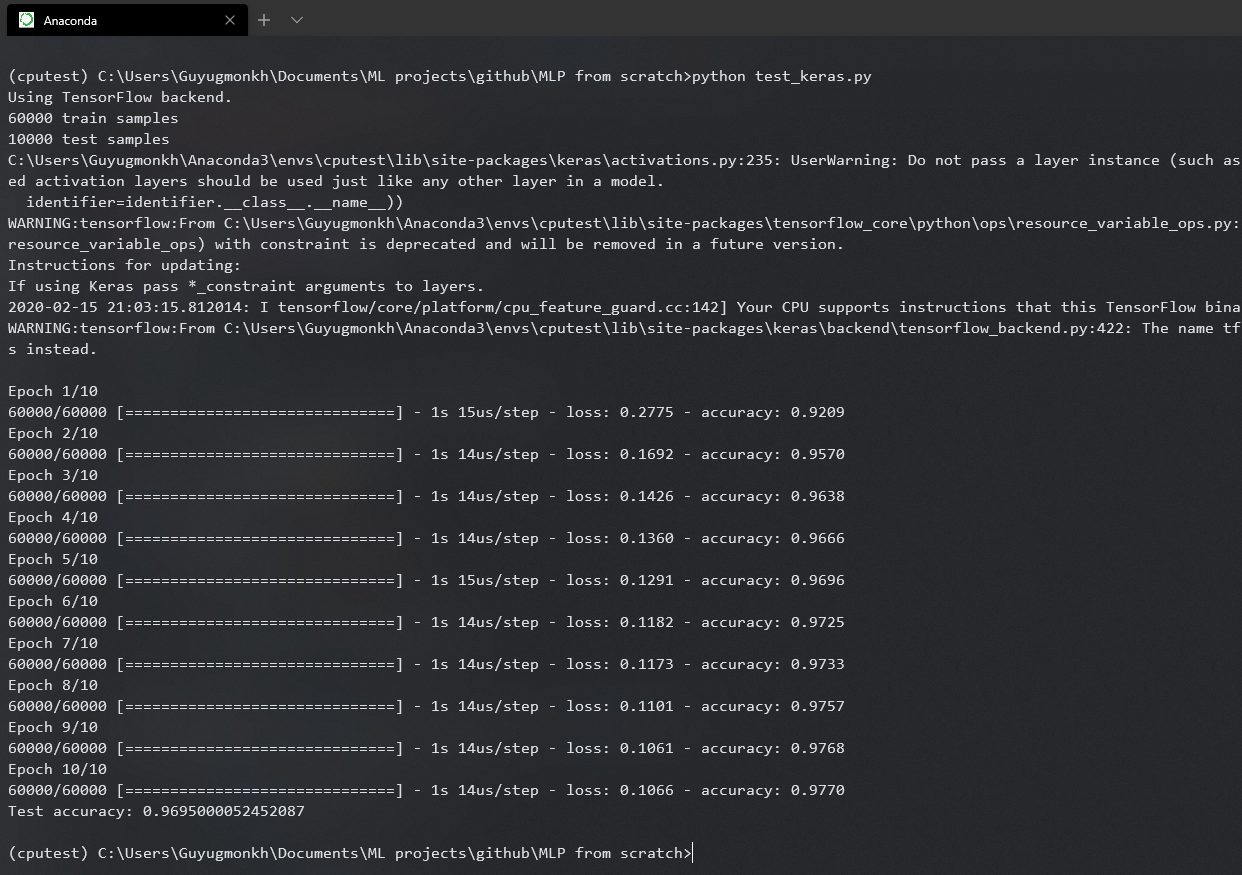 Anaconda
(cputest) C:\Users\Guyugmonkh\Documents\ML projects\github\MLP from scratch>python test_keras.py
Using TensorFlow backend.
60000 train samples
10000 test samples
C:\Users\Guyugmonkh\Anaconda3\envs\cputest\lib\site-packages\keras\activations.py:235: UserWarning: Do not pass a layer instance (such as
ed activation layers should be used just like any other layer in a model.
  identifier=identifier.__class__.__name__))
WARNING:tensorflow:From C:\Users\Guyugmonkh\Anaconda3\envs\cputest\lib\site-packages\tensorflow_core\python\ops\resource_variable_ops.py:
resource_variable_ops) with constraint is deprecated and will be removed in a future version.
Instructions for updating:
If using Keras pass *_constraint arguments to layers.
2020-02-15 21:03:15.812014: I tensorflow/core/platform/cpu_feature_guard.cc:142] Your CPU supports instructions that this TensorFlow bina
WARNING:tensorflow:From C:\Users\Guyugmonkh\Anaconda3\envs\cputest\lib\site-packages\keras\backend\tensorflow_backend.py:422: The name tf
s instead.
Epoch 1/10
60000/60000 [==============================] - 1s 15us/step - loss: 0.2775 - accuracy: 0.9209
Epoch 2/10
60000/60000 [==============================] - 1s 14us/step - loss: 0.1692 - accuracy: 0.9570
Epoch 3/10
60000/60000 [==============================] - 1s 14us/step - loss: 0.1426 - accuracy: 0.9638
Epoch 4/10
60000/60000 [==============================] - 1s 14us/step - loss: 0.1360 - accuracy: 0.9666
Epoch 5/10
60000/60000 [==============================] - 1s 15us/step - loss: 0.1291 - accuracy: 0.9696
Epoch 6/10
60000/60000 [==============================] - 1s 14us/step - loss: 0.1182 - accuracy: 0.9725
Epoch 7/10
60000/60000 [==============================] - 1s 14us/step - loss: 0.1173 - accuracy: 0.9733
Epoch 8/10
60000/60000 [==============================] - 1s 14us/step - loss: 0.1101 - accuracy: 0.9757
Epoch 9/10
60000/60000 [==============================] - 1s 14us/step - loss: 0.1061 - accuracy: 0.9768
Epoch 10/10
60000/60000 [==============================] - 1s 14us/step - loss: 0.1066 - accuracy: 0.9770
Test accuracy: 0.9695000052452087
(cputest) C:\Users\Guyugmonkh\Documents\ML projects\github\MLP from scratch>